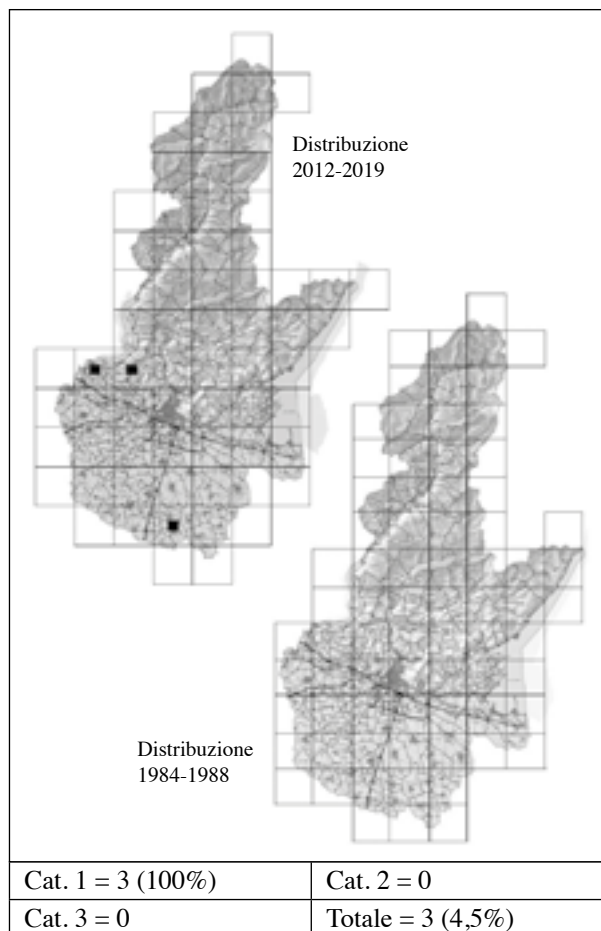 Distribuzione
2012-2019
Distribuzione
1984-1988
Cat. 1 = 3 (100%)
Cat. 2 = 0
Cat. 3 = 0
Totale = 3 (4,5%)